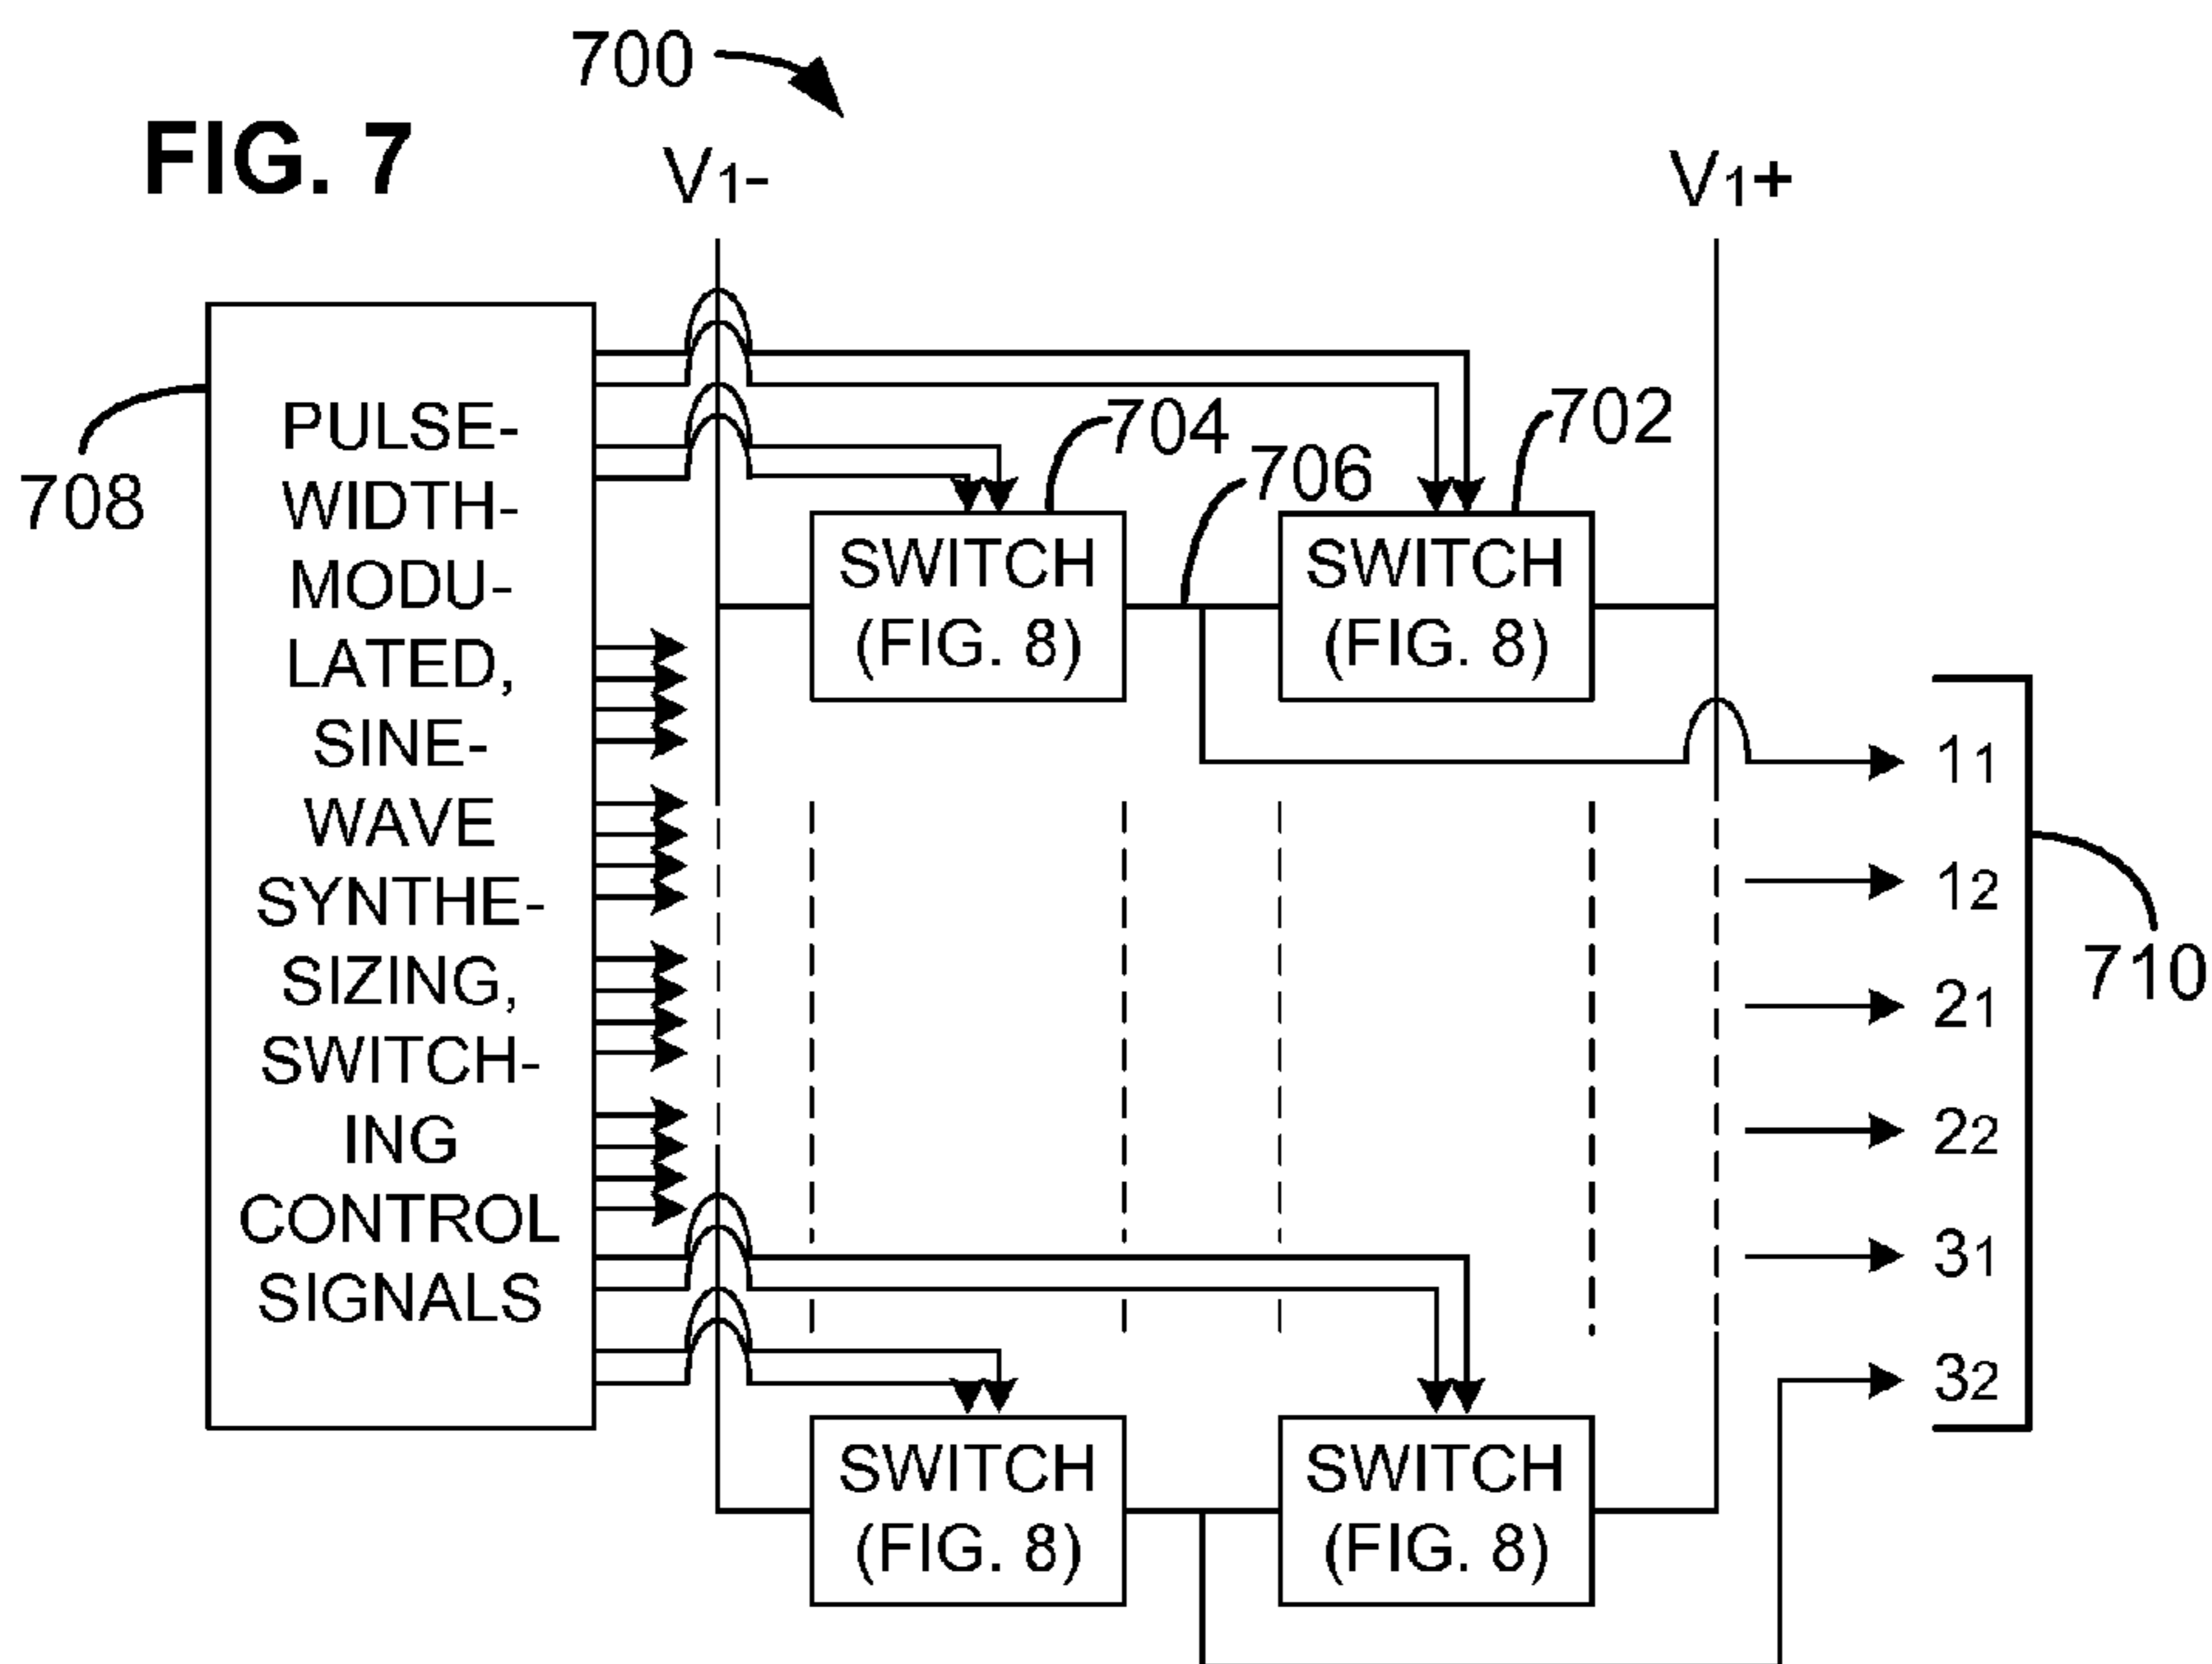 700
FIG. 7
V1-
V1+
708
PULSE-
WIDTH-
MODU-
LATED,
SINE-
WAVE
SYNTHE-
SIZING,
SWITCH-
ING
CONTROL
SIGNALS
704
706
702
SWITCH
(FIG. 8)
SWITCH
(FIG. 8)
11
12
21
22
31
32
710
SWITCH
(FIG. 8)
SWITCH
(FIG. 8)